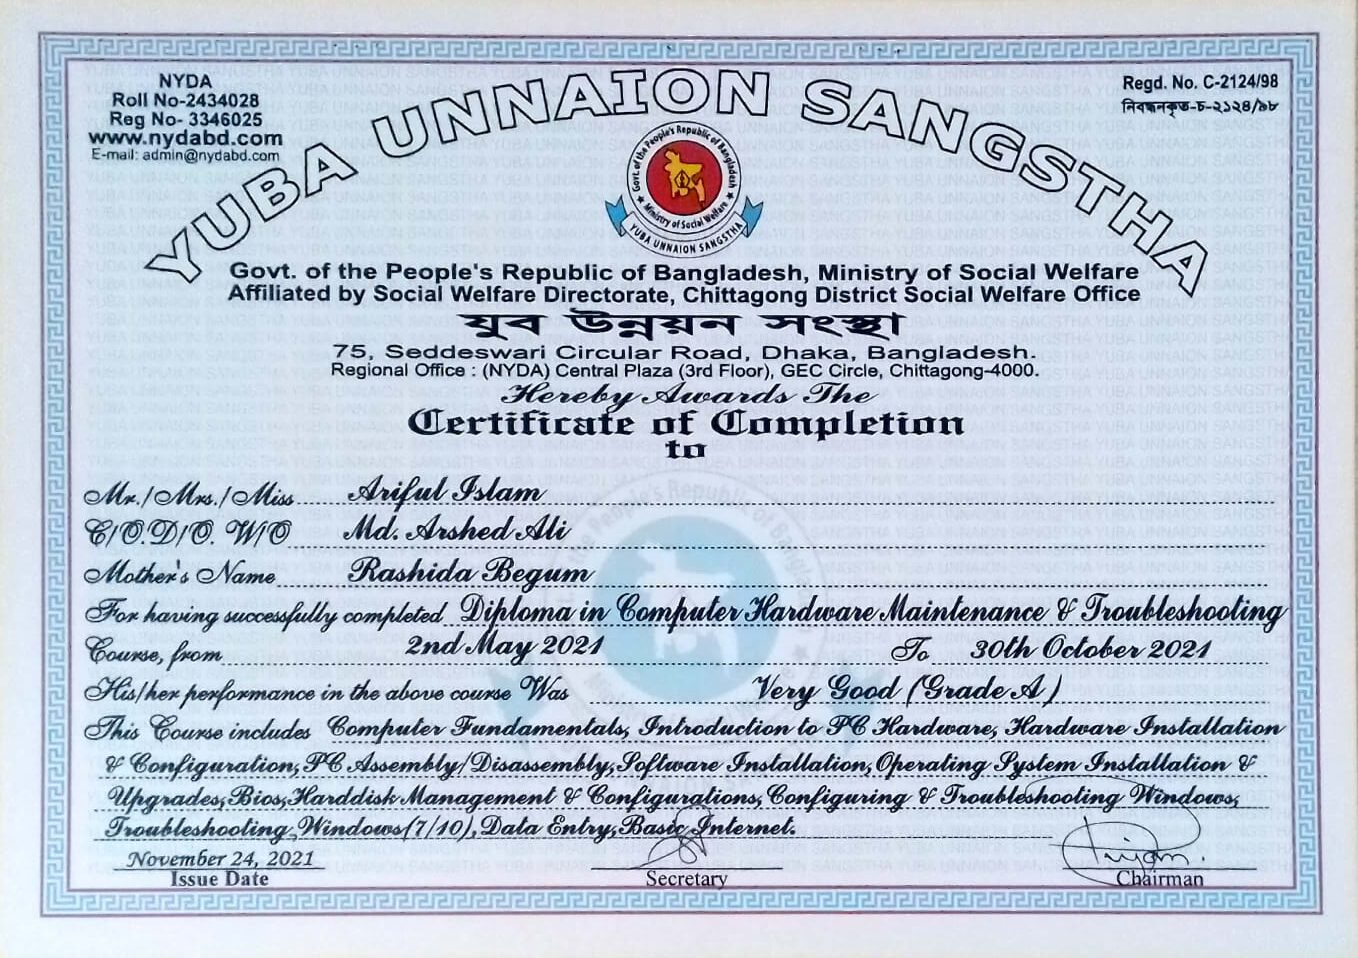 NYDA
Roll No-2434028
Reg No- 3346025
www.nydabd.com
E-mail: admin@nydabd.com
Regd. No. C-2124/98
নিবন্ধনকৃত-চ-২১২৪/৯৮
YUBA UNNAION SANGSTHA
Govt. of the People's Republic of Bangladesh
Ministry of Social Welfare
YUBA UNNAION SANGSTHA
Govt. of the People's Republic of Bangladesh, Ministry of Social Welfare
Affiliated by Social Welfare Directorate, Chittagong District Social Welfare Office
যুব উন্নয়ন সংস্থা
75, Seddeswari Circular Road, Dhaka, Bangladesh.
Regional Office : (NYDA) Central Plaza (3rd Floor), GEC Circle, Chittagong-4000.
Hereby Awards The
Certificate of Completion
to
Mr./Mrs./Miss Ariful Islam
C/O.D/O. W/O Md. Arshed Ali
Mother's Name Rashida Begum
For having successfully completed Diploma in Computer Hardware Maintenance & Troubleshooting
Course, from 2nd May 2021 To 30th October 2021
His/her performance in the above course Was Very Good (Grade A)
This Course includes Computer Fundamentals, Introduction to PC Hardware, Hardware Installation
& Configuration, PC Assembly/Disassembly, Software Installation, Operating System Installation &
Upgrades, Bios, Harddisk Management & Configurations, Configuring & Troubleshooting Windows,
Troubleshooting, Windows(7/10), Data Entry, Basic Internet.
November 24, 2021
Issue Date
Secretary
Chairman